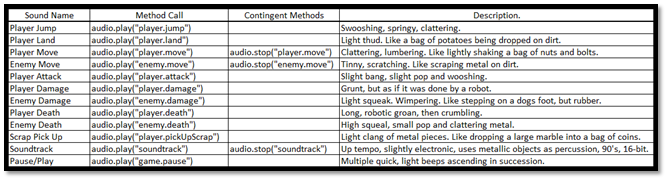 Sound Name Method Call Contingent Methods Description.
Player Jump audio.play("player.jump") Swooshing, springy, clattering.
Player Land audio.play("player.land") Light thud. Like a bag of potatoes being dropped on dirt.
Player Move audio.play("player.move") audio.stop("player.move") Clattering, lumbering. Like lightly shaking a bag of nuts and bolts.
Enemy Move audio.play("enemy.move") audio.stop("enemy.move") Tinny, scratching. Like scraping metal on dirt.
Player Attack audio.play("player.attack") Slight bang, slight pop and wooshing.
Player Damage audio.play("player.damage") Grunt, but as if it was done by a robot.
Enemy Damage audio.play("enemy.damage") Light squeak. Wimpering. Like stepping on a dogs foot, but rubber.
Player Death audio.play("player.death") Long, robotic groan, then crumbling.
Enemy Death audio.play("enemy.death") High squeal, small pop and clattering metal.
Scrap Pick Up audio.play("player.pickUpScrap") Light clang of metal pieces. Like dropping a large marble into a bag of coins.
Soundtrack audio.play("soundtrack") audio.stop("soundtrack") Up tempo, slightly electronic, uses metallic objects as percussion, 90's, 16-bit.
Pause/Play audio.play("game.pause") Multiple quick, light beeps ascending in succession.